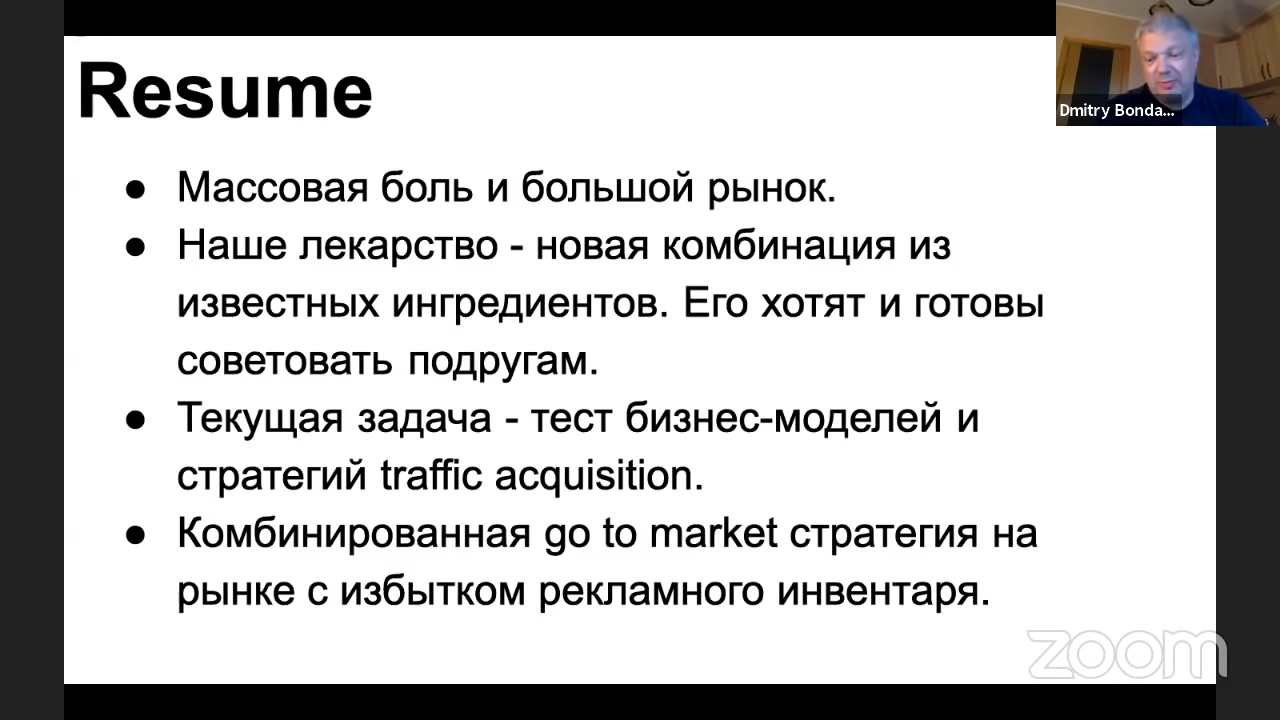 Resume
Dmitry Bonda...
● Массовая боль и большой рынок.
● Наше лекарство - новая комбинация из
известных ингредиентов. Его хотят и готовы
советовать подругам.
● Текущая задача - тест бизнес-моделей и
стратегий traffic acquisition.
● Комбинированная go to market стратегия на
рынке с избытком рекламного инвентаря.
zoom